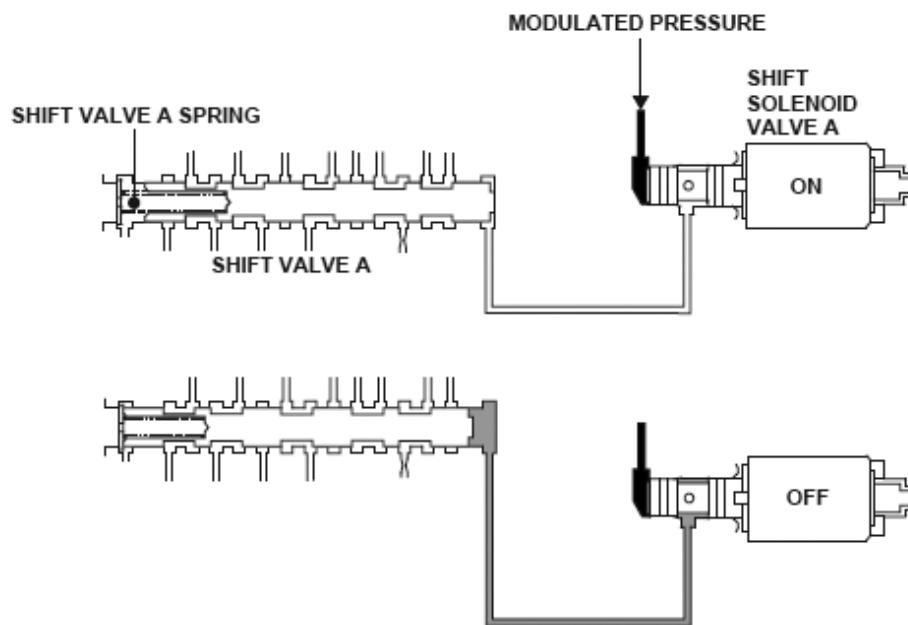 MODULATED PRESSURE
SHIFT
SOLENOID
VALVE A
SHIFT VALVE A SPRING
ON
SHIFT VALVE A
OFF